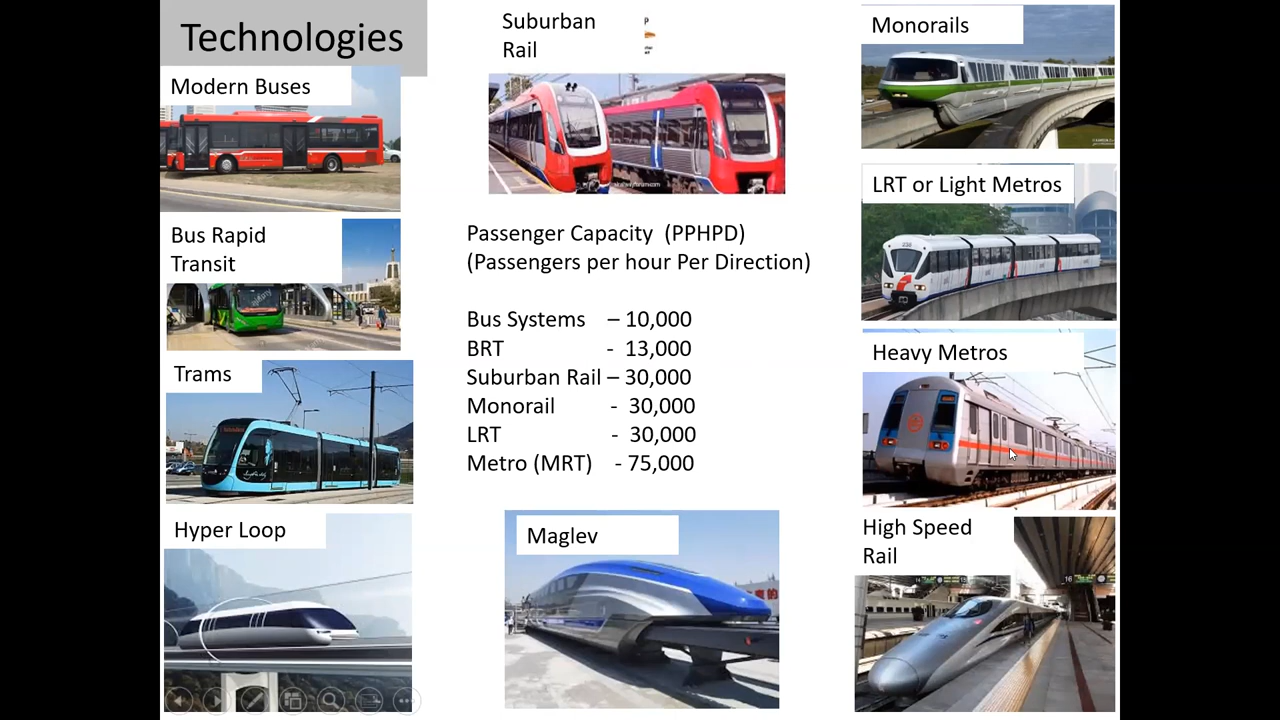 Technologies
Modern Buses
Bus Rapid
Transit
Trams
Hyper Loop
Suburban
Rail
Passenger Capacity (PPHPD)
(Passengers per hour Per Direction)
Bus Systems – 10,000
BRT - 13,000
Suburban Rail – 30,000
Monorail - 30,000
LRT - 30,000
Metro (MRT) - 75,000
Maglev
Monorails
LRT or Light Metros
Heavy Metros
High Speed
Rail